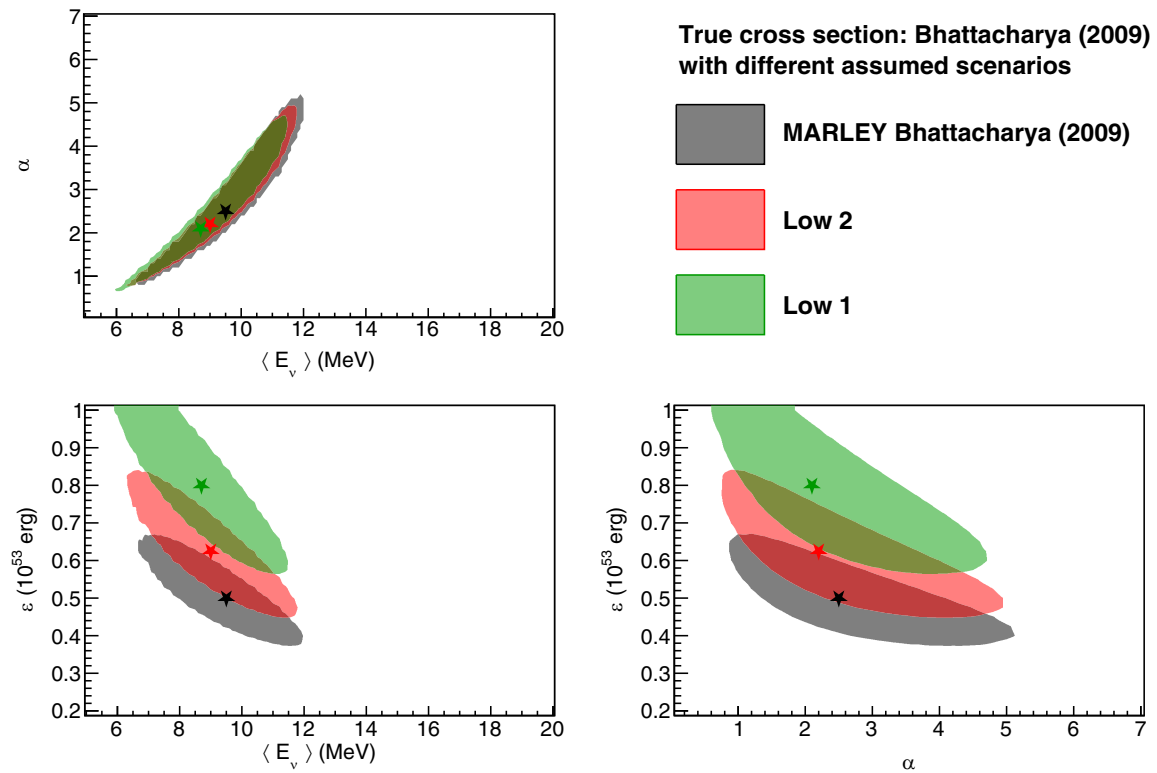 7
6
5
4
3
2
1
α
6 8 10 12 14 16 18 20
⟨ E_ν ⟩ (MeV)
True cross section: Bhattacharya (2009)
with different assumed scenarios
MARLEY Bhattacharya (2009)
Low 2
Low 1
1
0.9
0.8
0.7
0.6
0.5
0.4
0.3
0.2
ε (10^53 erg)
6 8 10 12 14 16 18 20
⟨ E_ν ⟩ (MeV)
1
0.9
0.8
0.7
0.6
0.5
0.4
0.3
0.2
ε (10^53 erg)
1 2 3 4 5 6 7
α